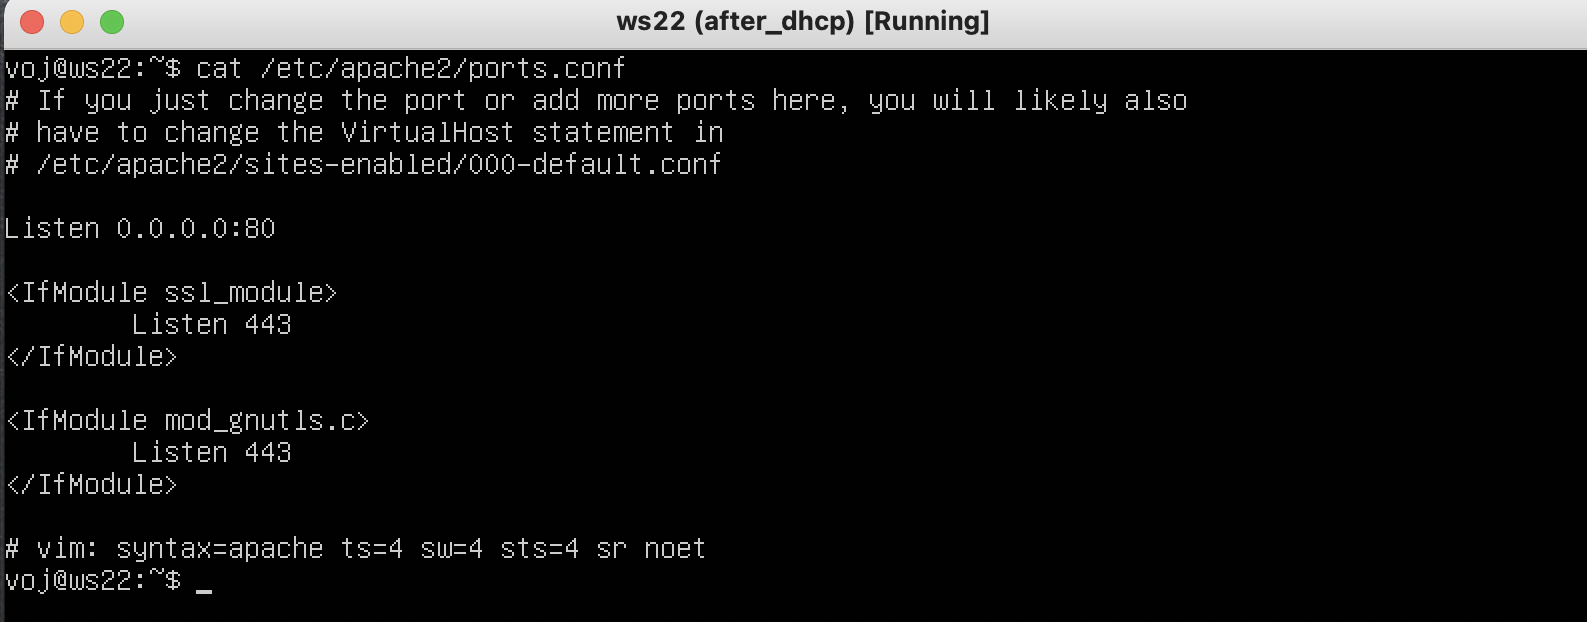 ws22 (after_dhcp) [Running]
voj@ws22:~$ cat /etc/apache2/ports.conf
# If you just change the port or add more ports here, you will likely also
# have to change the VirtualHost statement in
# /etc/apache2/sites-enabled/000-default.conf
Listen 0.0.0.0:80
<IfModule ssl_module>
Listen 443
</IfModule>
<IfModule mod_gnutls.c>
Listen 443
</IfModule>
# vim: syntax=apache ts=4 sw=4 sts=4 sr noet
voj@ws22:~$ _